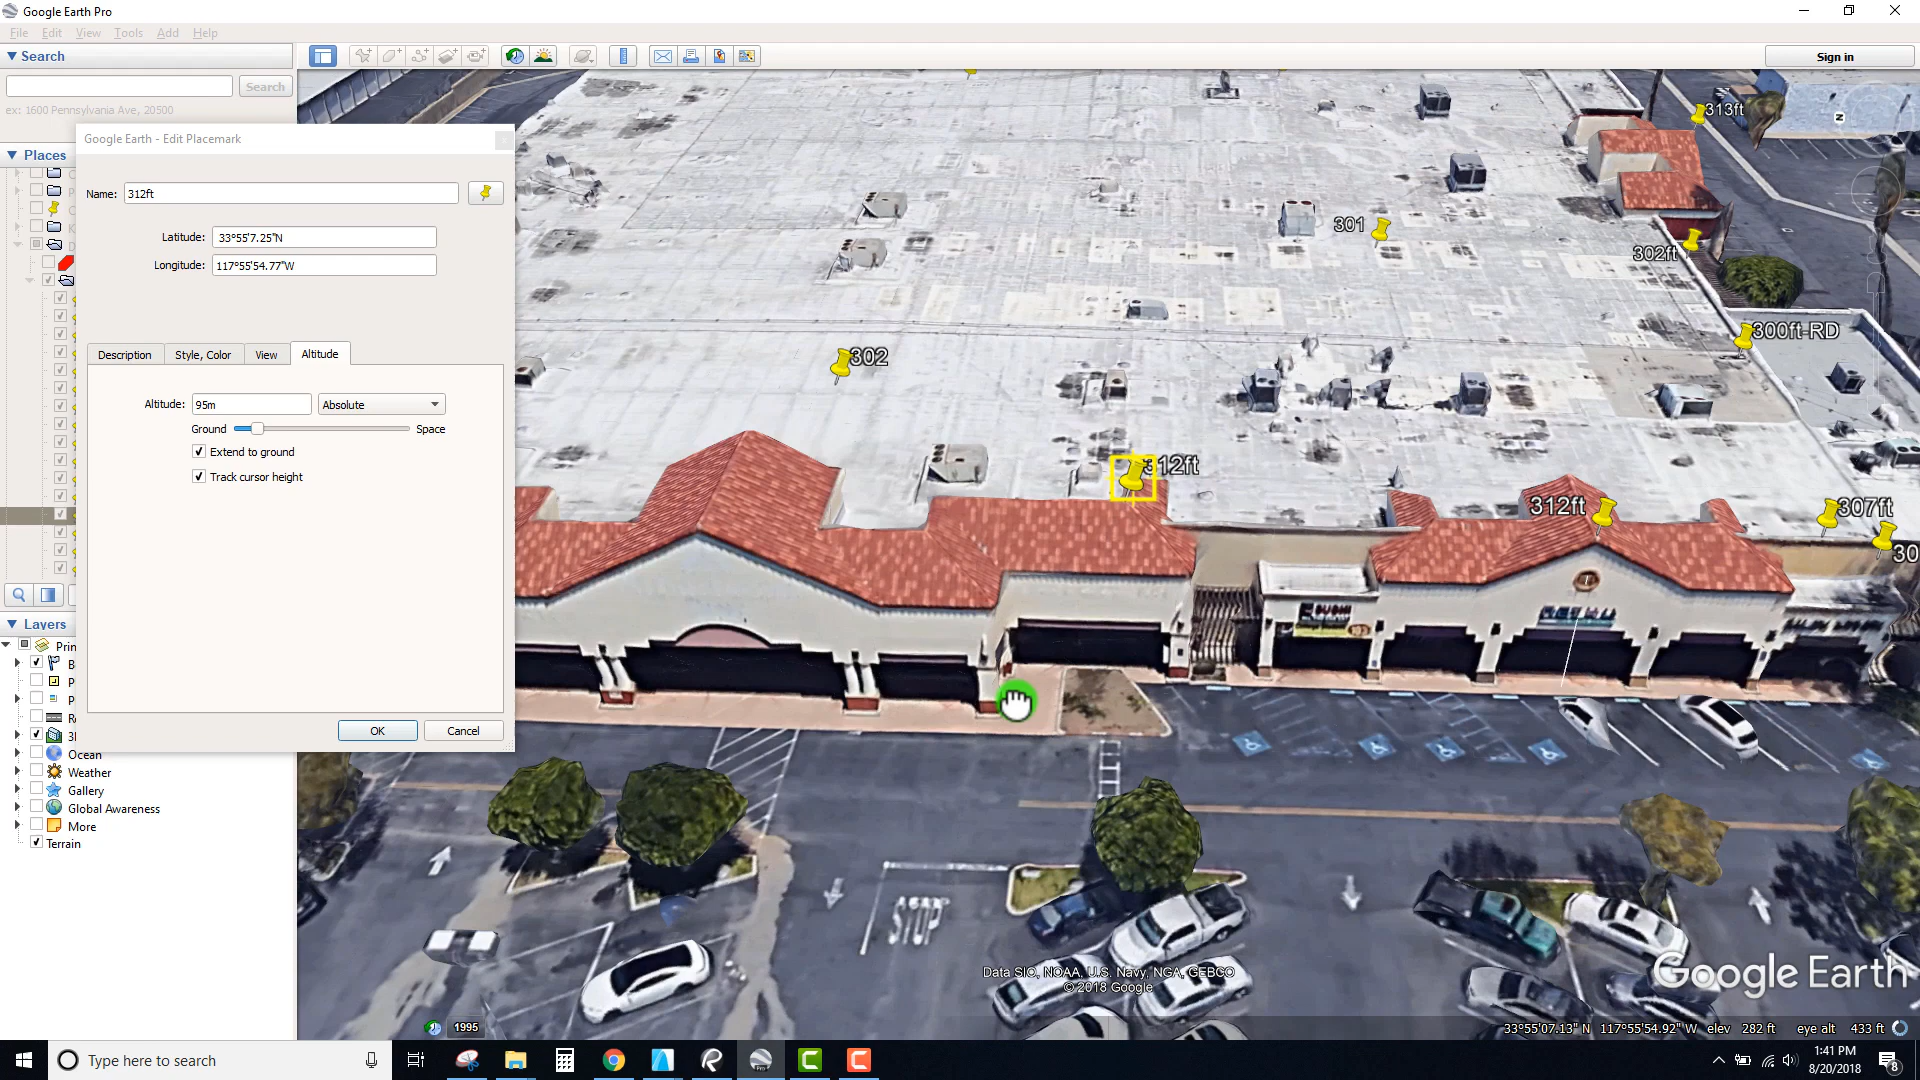 Google Earth Pro
File Edit View Tools Add Help
Search
Search
ex: 1600 Pennsylvania Ave, 20500
Sign in
Google Earth - Edit Placemark
Places
Name: 312ft
Latitude: 33°55'7.25"N
Longitude: 117°55'54.77"W
Description Style, Color View Altitude
Altitude: 95m Absolute
Ground Space
Extend to ground
Track cursor height
OK Cancel
Layers
Prim
B
P
P
R
3
Ocean
Weather
Gallery
Global Awareness
More
Terrain
N
313ft
301
302ft
300ft-RD
302
312ft
312ft
307ft
30
STOP
Data SIO, NOAA, U.S. Navy, NGA, GEBCO
© 2018 Google
Google Earth
1995
33°55'07.13" N 117°55'54.92" W elev 282 ft eye alt 433 ft
Type here to search
1:41 PM
8/20/2018
8